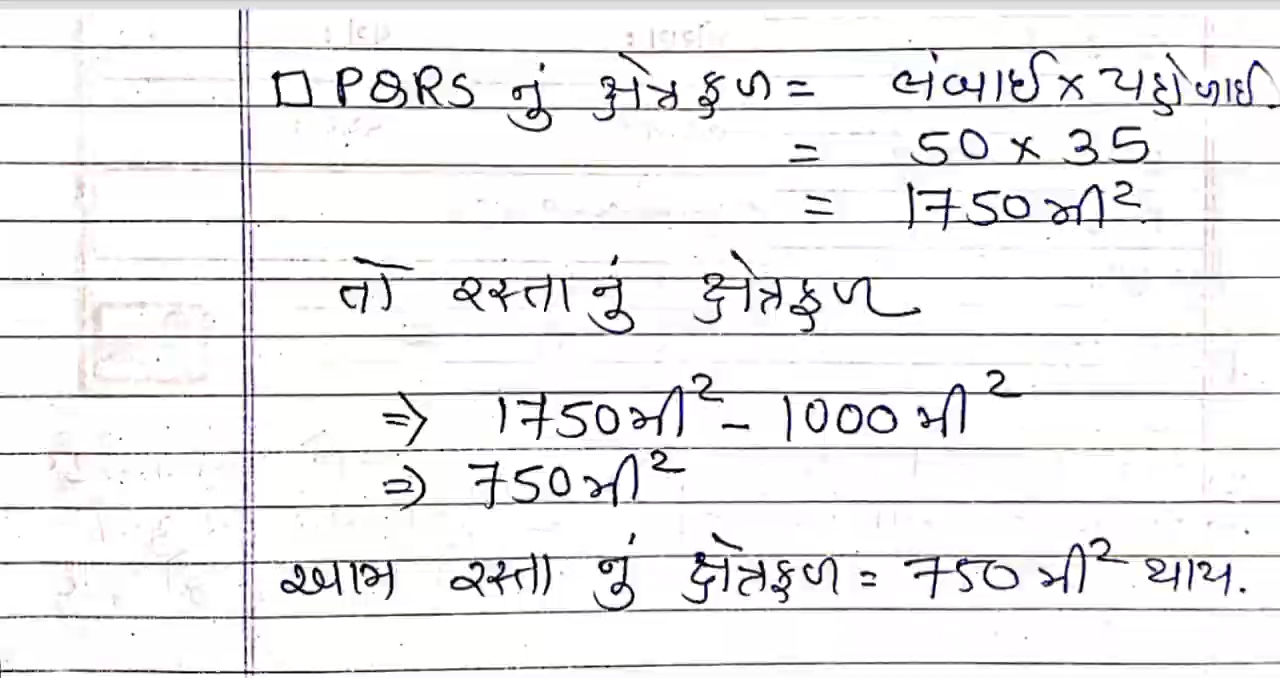 □ PQRS નું ક્ષેત્રફળ = લંબાઈ × પહોળાઈ
= 50 × 35
= 1750 મી²
તો રસ્તાનું ક્ષેત્રફળ
⇒ 1750 મી² - 1000 મી²
⇒ 750 મી²
આમ રસ્તા નું ક્ષેત્રફળ = 750 મી² થાય.